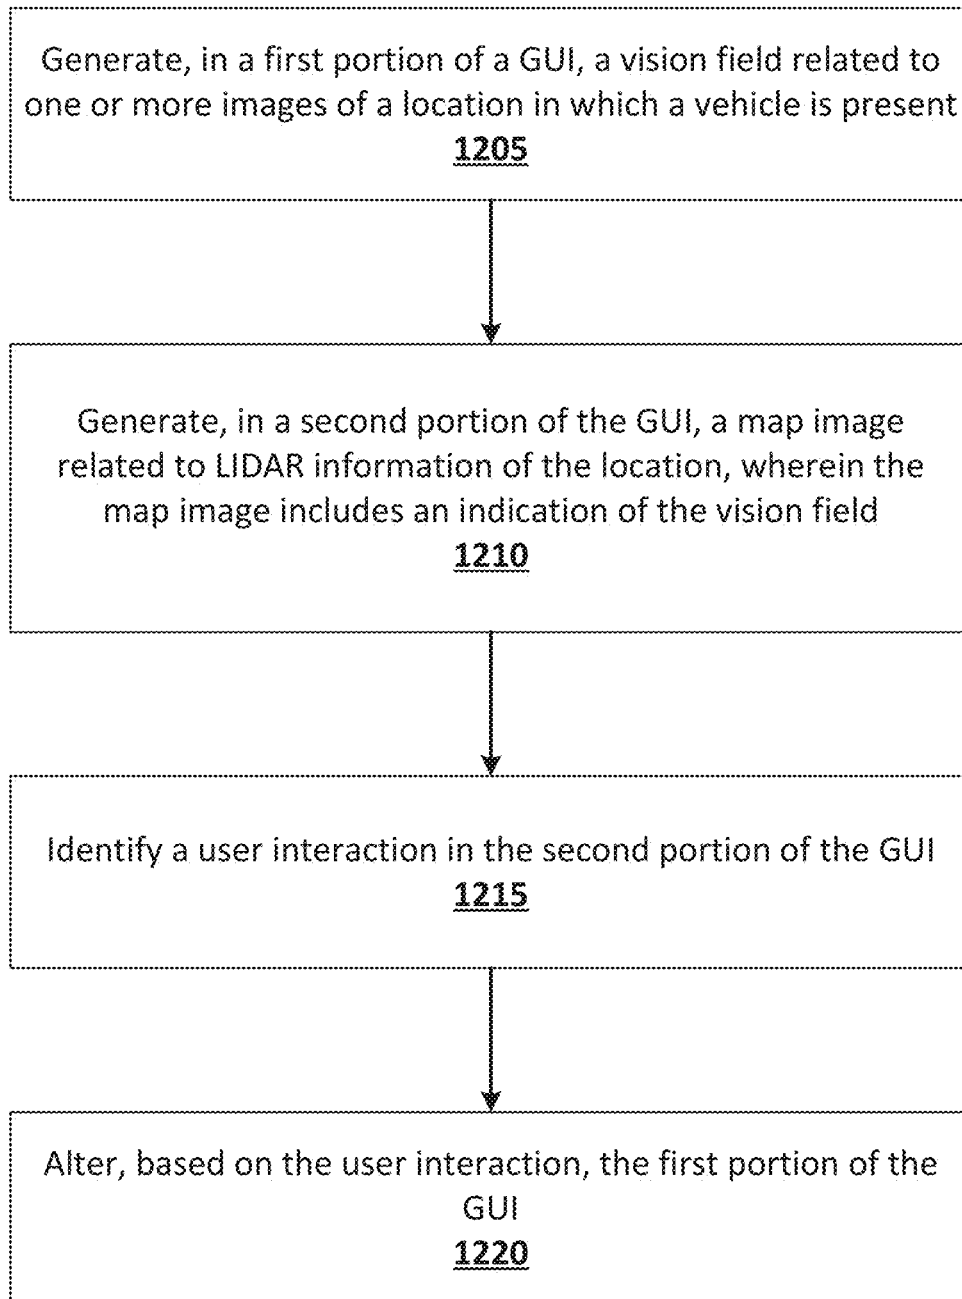 Generate, in a first portion of a GUI, a vision field related to
one or more images of a location in which a vehicle is present
1205
Generate, in a second portion of the GUI, a map image
related to LIDAR information of the location, wherein the
map image includes an indication of the vision field
1210
Identify a user interaction in the second portion of the GUI
1215
Alter, based on the user interaction, the first portion of the
GUI
1220